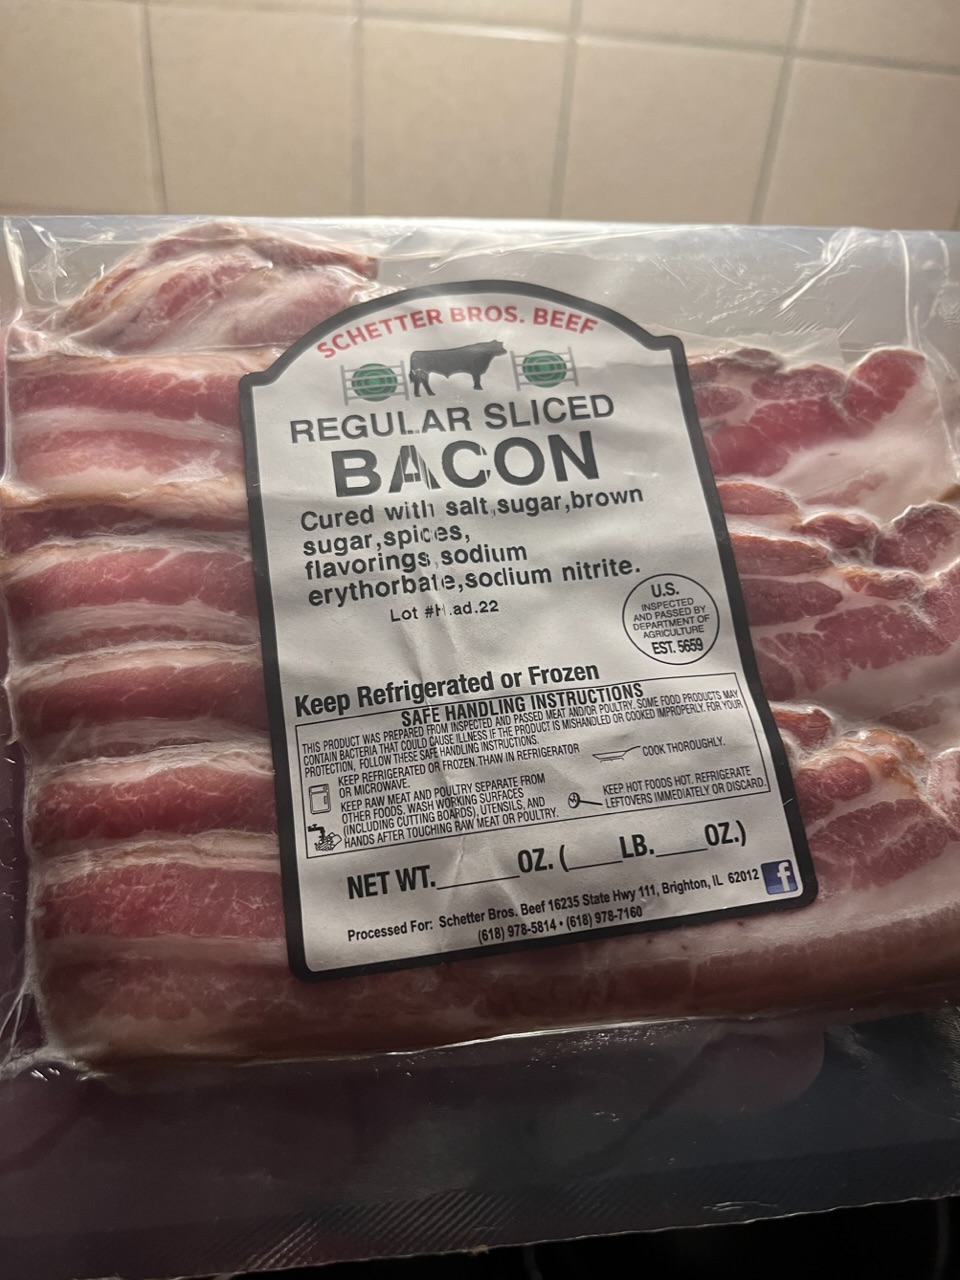 SCHETTER BROS. BEEF
REGULAR SLICED
BACON
Cured with salt,sugar,brown
sugar,spices,
flavorings,sodium
erythorbate,sodium nitrite.
Lot #H.ad.22
U.S.
INSPECTED
AND PASSED BY
DEPARTMENT OF
AGRICULTURE
EST. 5659
Keep Refrigerated or Frozen
SAFE HANDLING INSTRUCTIONS
THIS PRODUCT WAS PREPARED FROM INSPECTED AND PASSED MEAT AND/OR POULTRY. SOME FOOD PRODUCTS MAY
CONTAIN BACTERIA THAT COULD CAUSE ILLNESS IF THE PRODUCT IS MISHANDLED OR COOKED IMPROPERLY. FOR YOUR
PROTECTION, FOLLOW THESE SAFE HANDLING INSTRUCTIONS.
KEEP REFRIGERATED OR FROZEN. THAW IN REFRIGERATOR
OR MICROWAVE.
KEEP RAW MEAT AND POULTRY SEPARATE FROM
OTHER FOODS. WASH WORKING SURFACES
(INCLUDING CUTTING BOARDS), UTENSILS, AND
HANDS AFTER TOUCHING RAW MEAT OR POULTRY.
COOK THOROUGHLY.
KEEP HOT FOODS HOT. REFRIGERATE
LEFTOVERS IMMEDIATELY OR DISCARD.
NET WT.______OZ. (____LB.____OZ.)
Processed For: Schetter Bros. Beef 16235 State Hwy 111, Brighton, IL 62012 f
(618) 978-5814 • (618) 978-7160